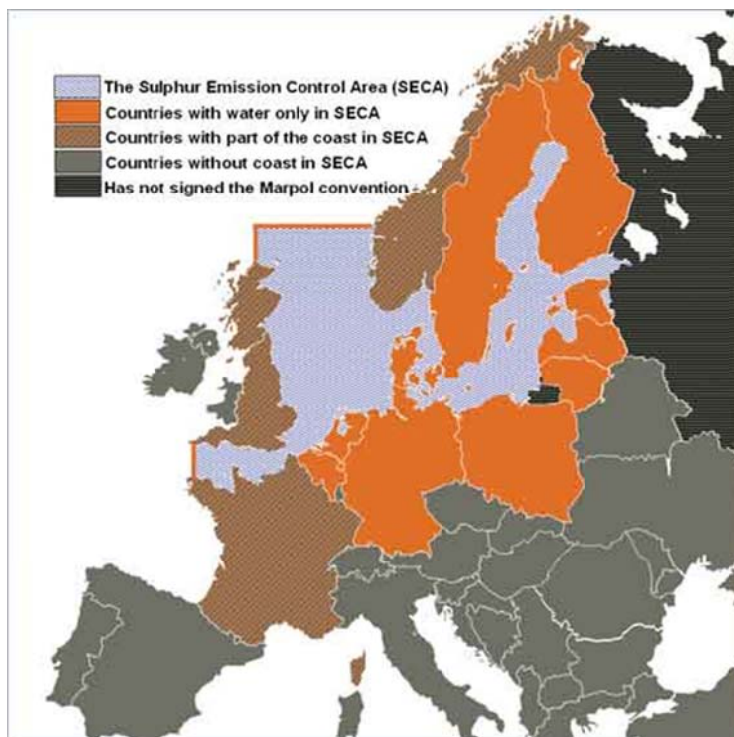 The Sulphur Emission Control Area (SECA)
Countries with water only in SECA
Countries with part of the coast in SECA
Countries without coast in SECA
Has not signed the Marpol convention